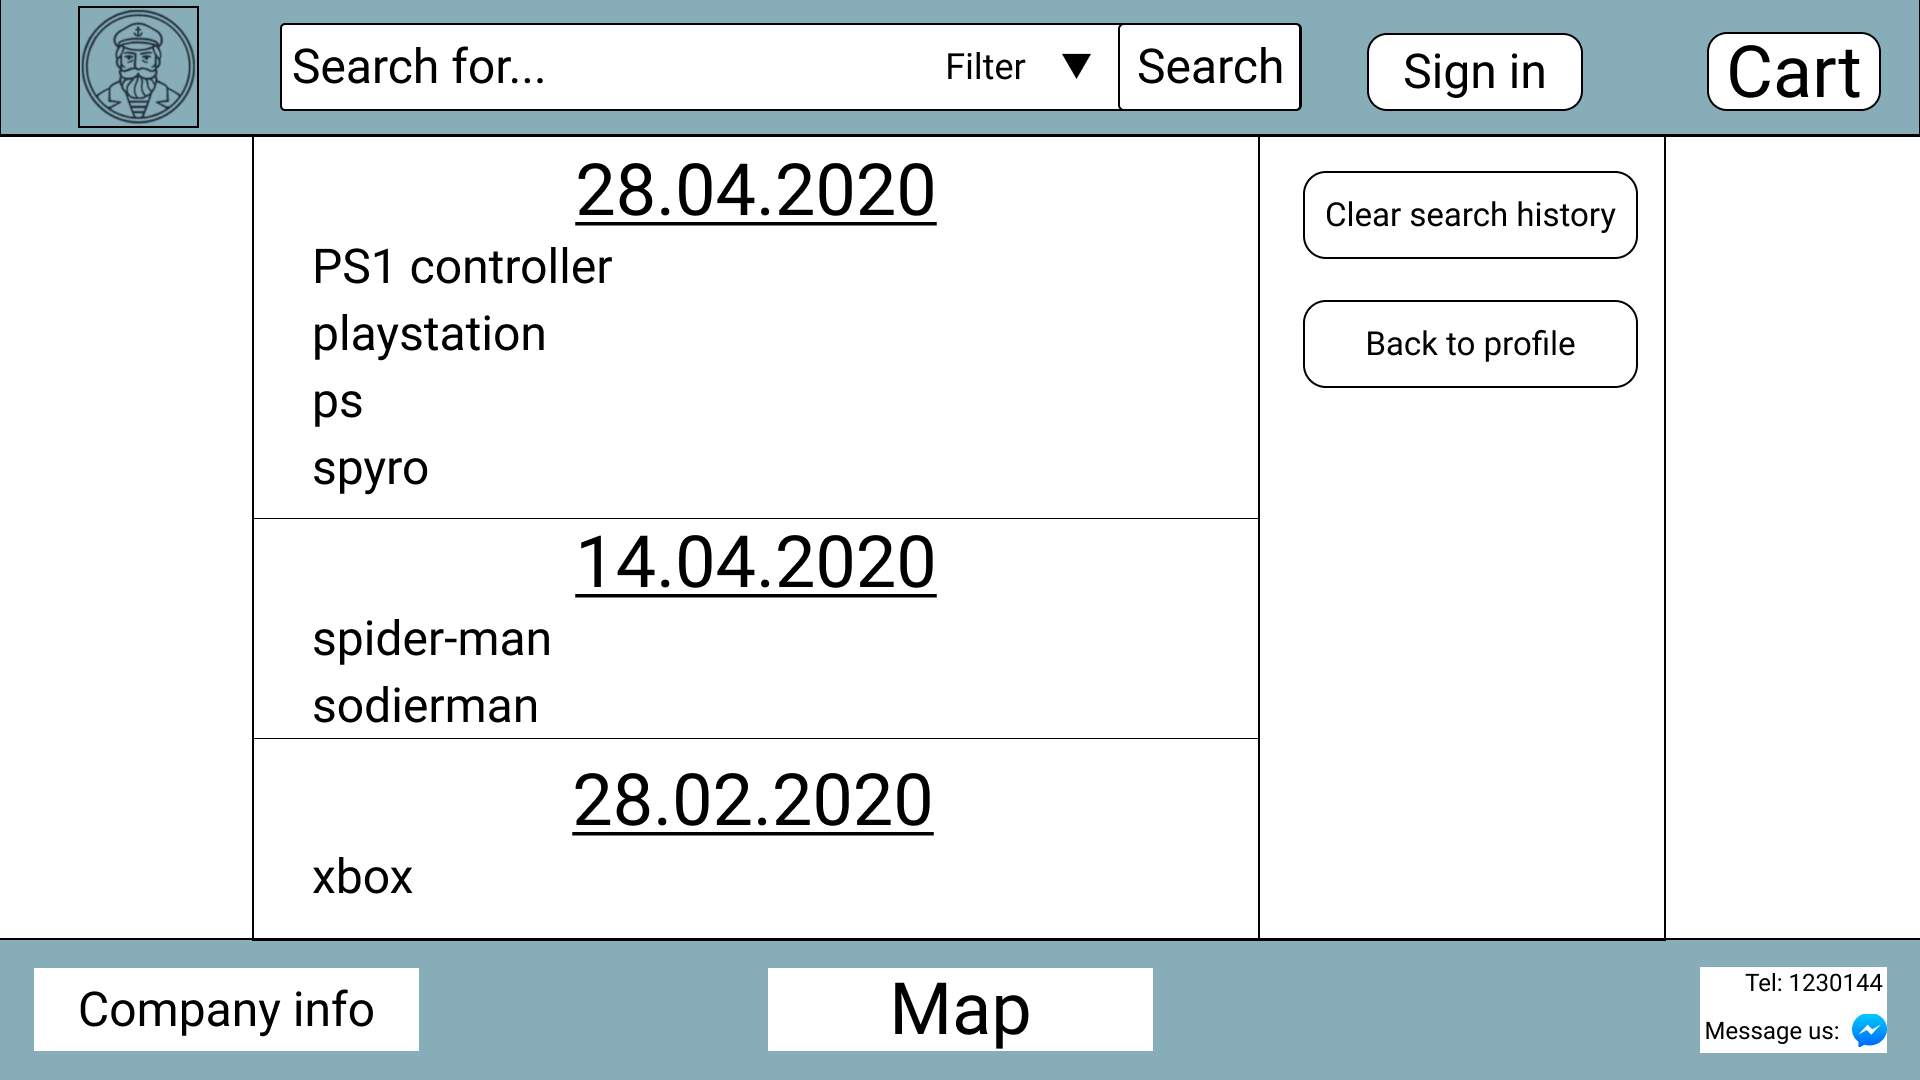 Search for...
Filter
Search
Sign in
Cart
28.04.2020
PS1 controller
playstation
ps
spyro
14.04.2020
spider-man
sodierman
28.02.2020
xbox
Clear search history
Back to profile
Company info
Map
Tel: 1230144
Message us: